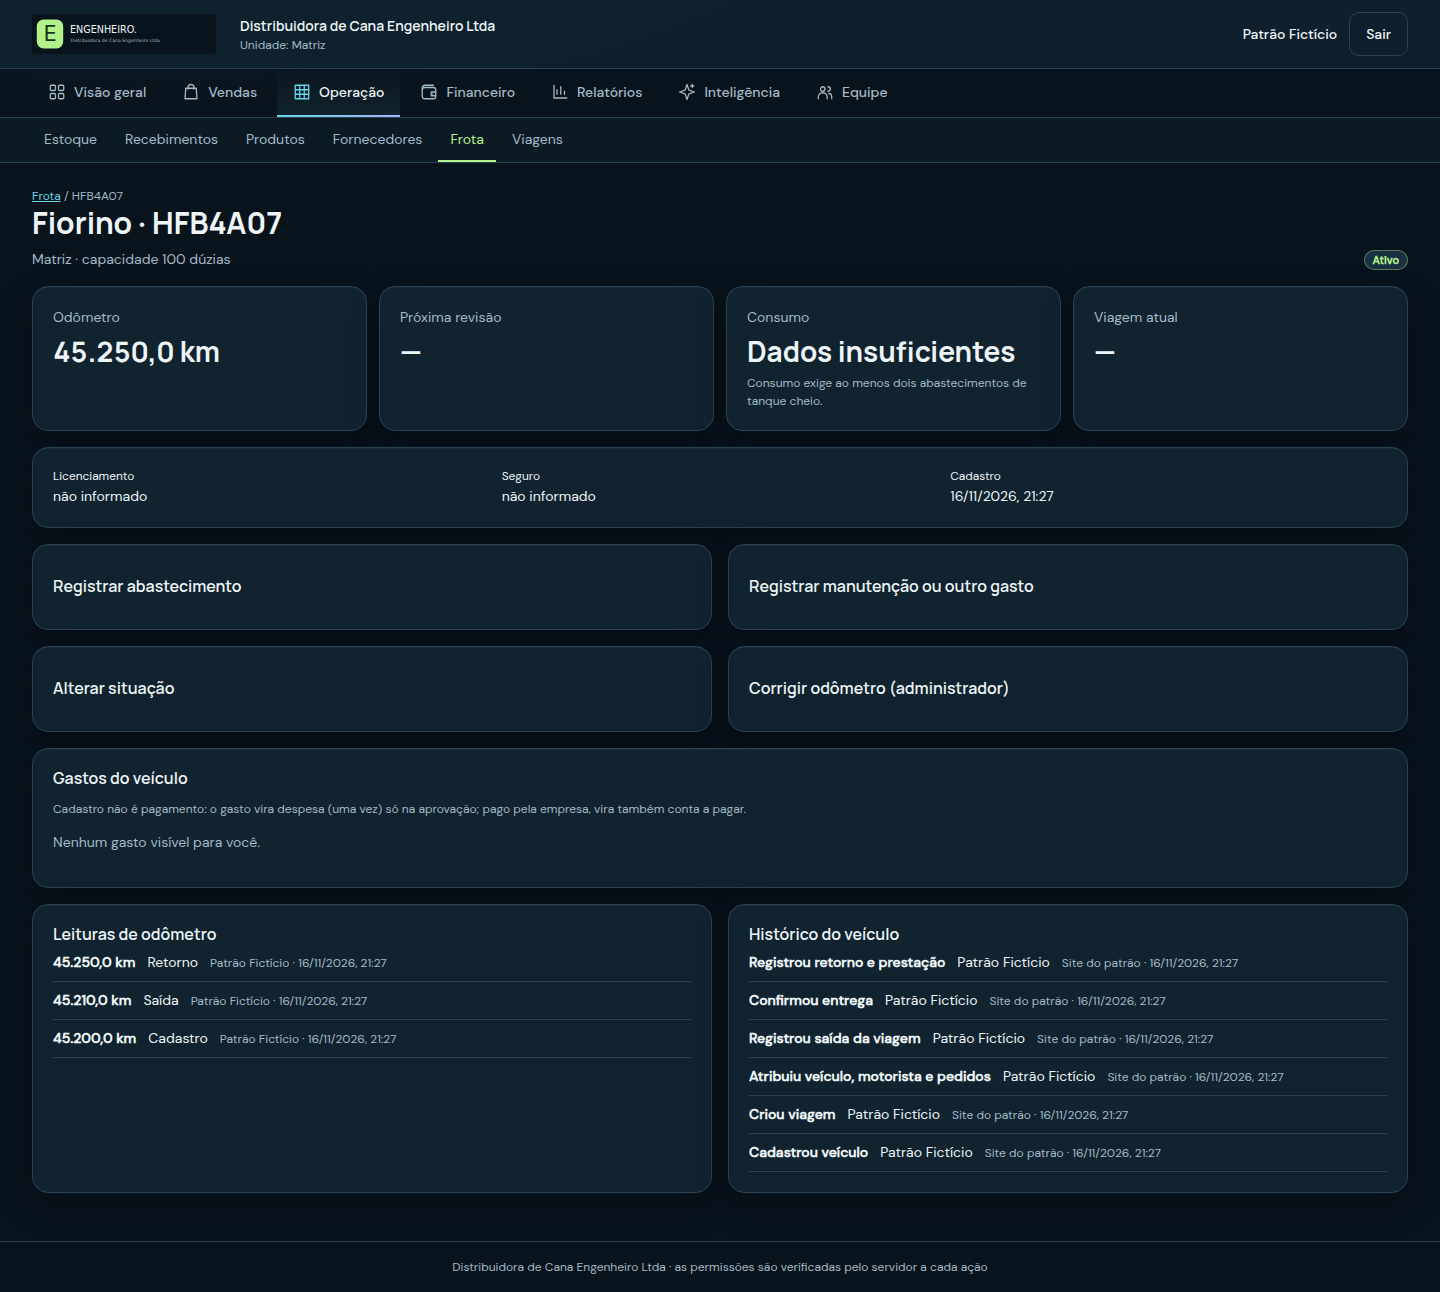 E ENGENHEIRO.
Distribuidora de Cana Engenheiro Ltda
Distribuidora de Cana Engenheiro Ltda
Unidade: Matriz
Patrão Fictício
Sair
Visão geral
Vendas
Operação
Financeiro
Relatórios
Inteligência
Equipe
Estoque
Recebimentos
Produtos
Fornecedores
Frota
Viagens
Frota / HFB4A07
Fiorino · HFB4A07
Matriz · capacidade 100 dúzias
Ativo
Odômetro
45.250,0 km
Próxima revisão
—
Consumo
Dados insuficientes
Consumo exige ao menos dois abastecimentos de
tanque cheio.
Viagem atual
—
Licenciamento
não informado
Seguro
não informado
Cadastro
16/11/2026, 21:27
Registrar abastecimento
Registrar manutenção ou outro gasto
Alterar situação
Corrigir odômetro (administrador)
Gastos do veículo
Cadastro não é pagamento: o gasto vira despesa (uma vez) só na aprovação; pago pela empresa, vira também conta a pagar.
Nenhum gasto visível para você.
Leituras de odômetro
45.250,0 km Retorno Patrão Fictício · 16/11/2026, 21:27
45.210,0 km Saída Patrão Fictício · 16/11/2026, 21:27
45.200,0 km Cadastro Patrão Fictício · 16/11/2026, 21:27
Histórico do veículo
Registrou retorno e prestação Patrão Fictício Site do patrão · 16/11/2026, 21:27
Confirmou entrega Patrão Fictício Site do patrão · 16/11/2026, 21:27
Registrou saída da viagem Patrão Fictício Site do patrão · 16/11/2026, 21:27
Atribuiu veículo, motorista e pedidos Patrão Fictício Site do patrão · 16/11/2026, 21:27
Criou viagem Patrão Fictício Site do patrão · 16/11/2026, 21:27
Cadastrou veículo Patrão Fictício Site do patrão · 16/11/2026, 21:27
Distribuidora de Cana Engenheiro Ltda · as permissões são verificadas pelo servidor a cada ação